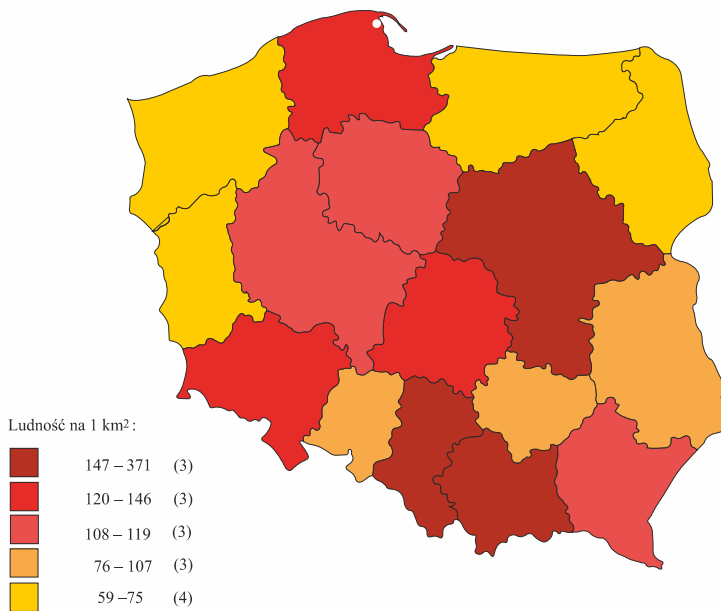 Ludność na 1 km²:
147 – 371 (3)
120 – 146 (3)
108 – 119 (3)
76 – 107 (3)
59 –75 (4)